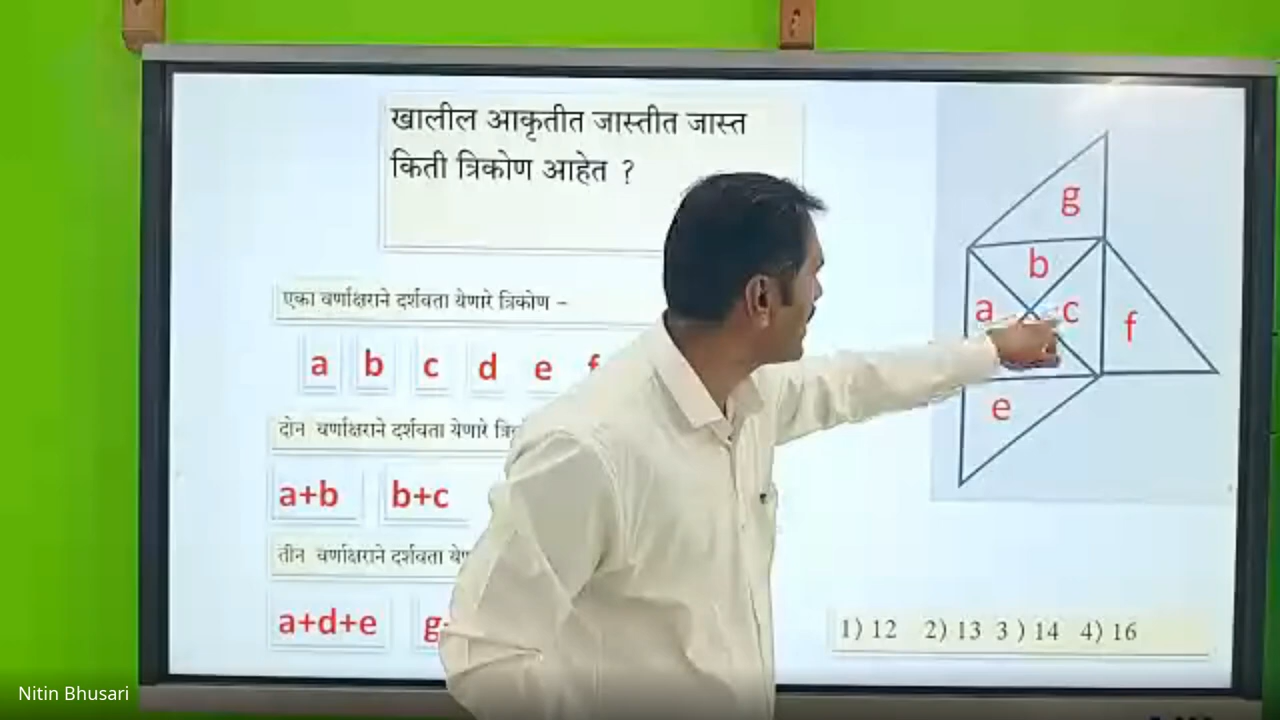 खालील आकृतीत जास्तीत जास्त
किती त्रिकोण आहेत ?
एका वर्णाक्षराने दर्शवता येणारे त्रिकोण –
a b c d e
दोन वर्णाक्षराने दर्शवता येणारे
a+b b+c
तीन वर्णाक्षराने दर्शवता
a+d+e
g
b
a
c
f
e
1) 12 2) 13 3 ) 14 4) 16
Nitin Bhusari